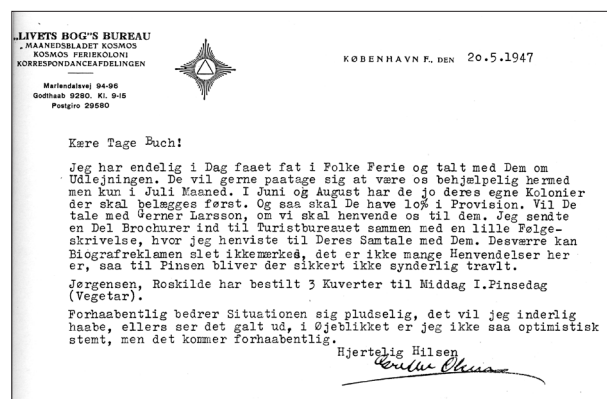 „LIVETS BOG"S BUREAU
MAANEDSBLADET KOSMOS
KOSMOS FERIEKOLONI
KORRESPONDANCEAFDELINGEN
Mariendalsvej 94-96
Godthaab 9280. Kl. 9-15
Postgiro 29580
KØBENHAVN F., DEN 20.5.1947
Kære Tage Buch!
Jeg har endelig i Dag faaet fat i Folke Ferie og talt med Dem om
Udlejningen. De vil gerne paatage sig at være os behjælpelig hermed
men kun i Juli Maaned. I Juni og August har de jo deres egne Kolonier
der skal belægges først. Og saa skal De have 10% i Provision. Vil De
tale med Gerner Larsson, om vi skal henvende os til dem. Jeg sendte
en Del Brochurer ind til Turistbureauet sammen med en lille Følge-
skrivelse, hvor jeg henviste til Deres Samtale med Dem. Desværre kan
Biografreklamen slet ikkemærkes, det er ikke mange Henvendelser her
er, saa til Pinsen bliver der sikkert ikke synderlig travlt.
Jørgensen, Roskilde har bestilt 3 Kuverter til Middag I.Pinsedag
(Vegetar).
Forhaabentlig bedrer Situationen sig pludselig, det vil jeg inderlig
haabe, ellers ser det galt ud, i Øjeblikket er jeg ikke saa optimistisk
stemt, men det kommer forhaabentlig.
Hjertelig Hilsen